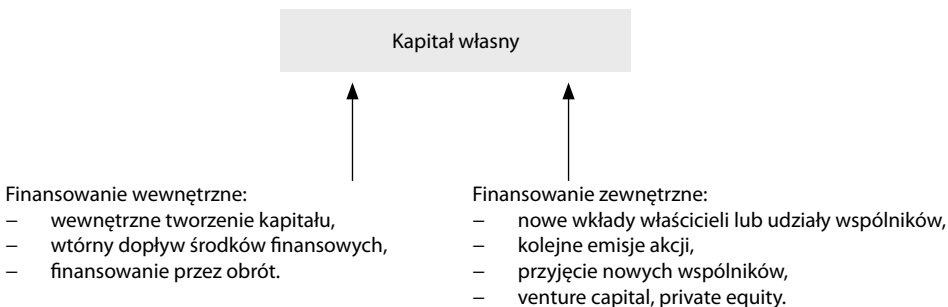 Kapitał własny
Finansowanie wewnętrzne:
– wewnętrzne tworzenie kapitału,
– wtórny dopływ środków finansowych,
– finansowanie przez obrót.
Finansowanie zewnętrzne:
– nowe wkłady właścicieli lub udziały wspólników,
– kolejne emisje akcji,
– przyjęcie nowych wspólników,
– venture capital, private equity.